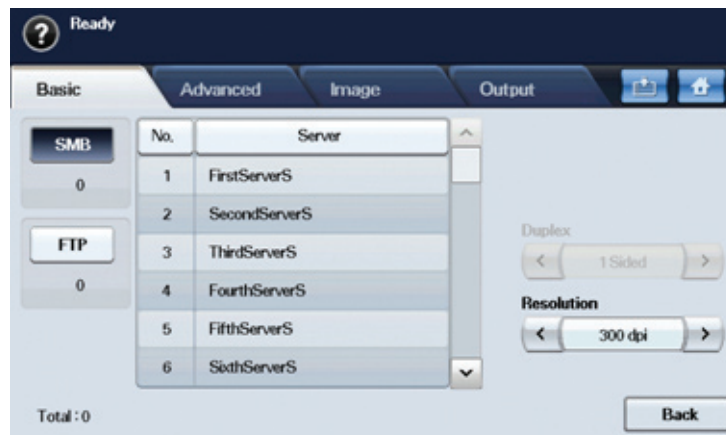 ? Ready
Basic Advanced Image Output
SMB
0
FTP
0
No. Server
1 FirstServerS
2 SecondServerS
3 ThirdServerS
4 FourthServerS
5 FifthServerS
6 SixthServerS
Duplex
< 1 Sided >
Resolution
< 300 dpi >
Total : 0
Back